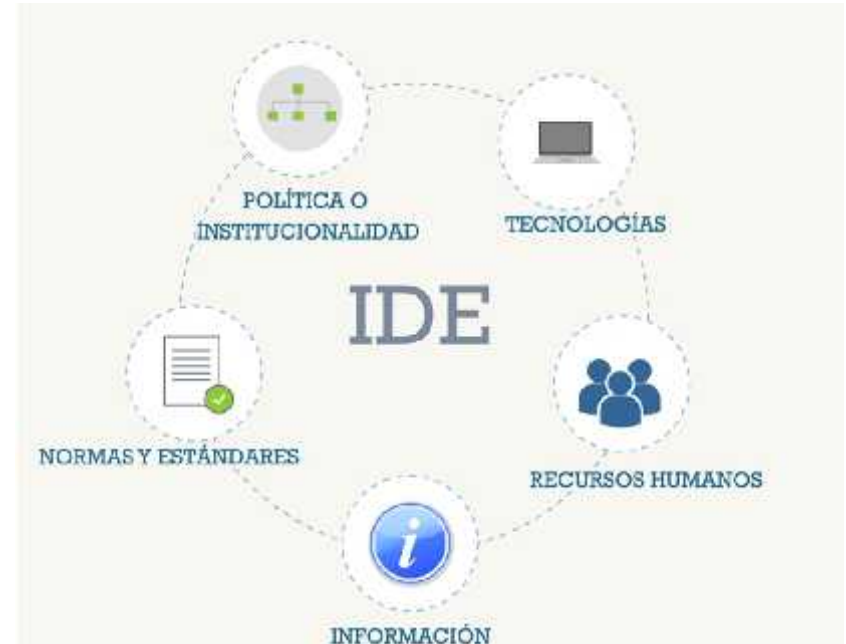 POLÍTICA O
INSTITUCIONALIDAD
TECNOLOGÍAS
IDE
NORMAS Y ESTÁNDARES
RECURSOS HUMANOS
i
INFORMACIÓN